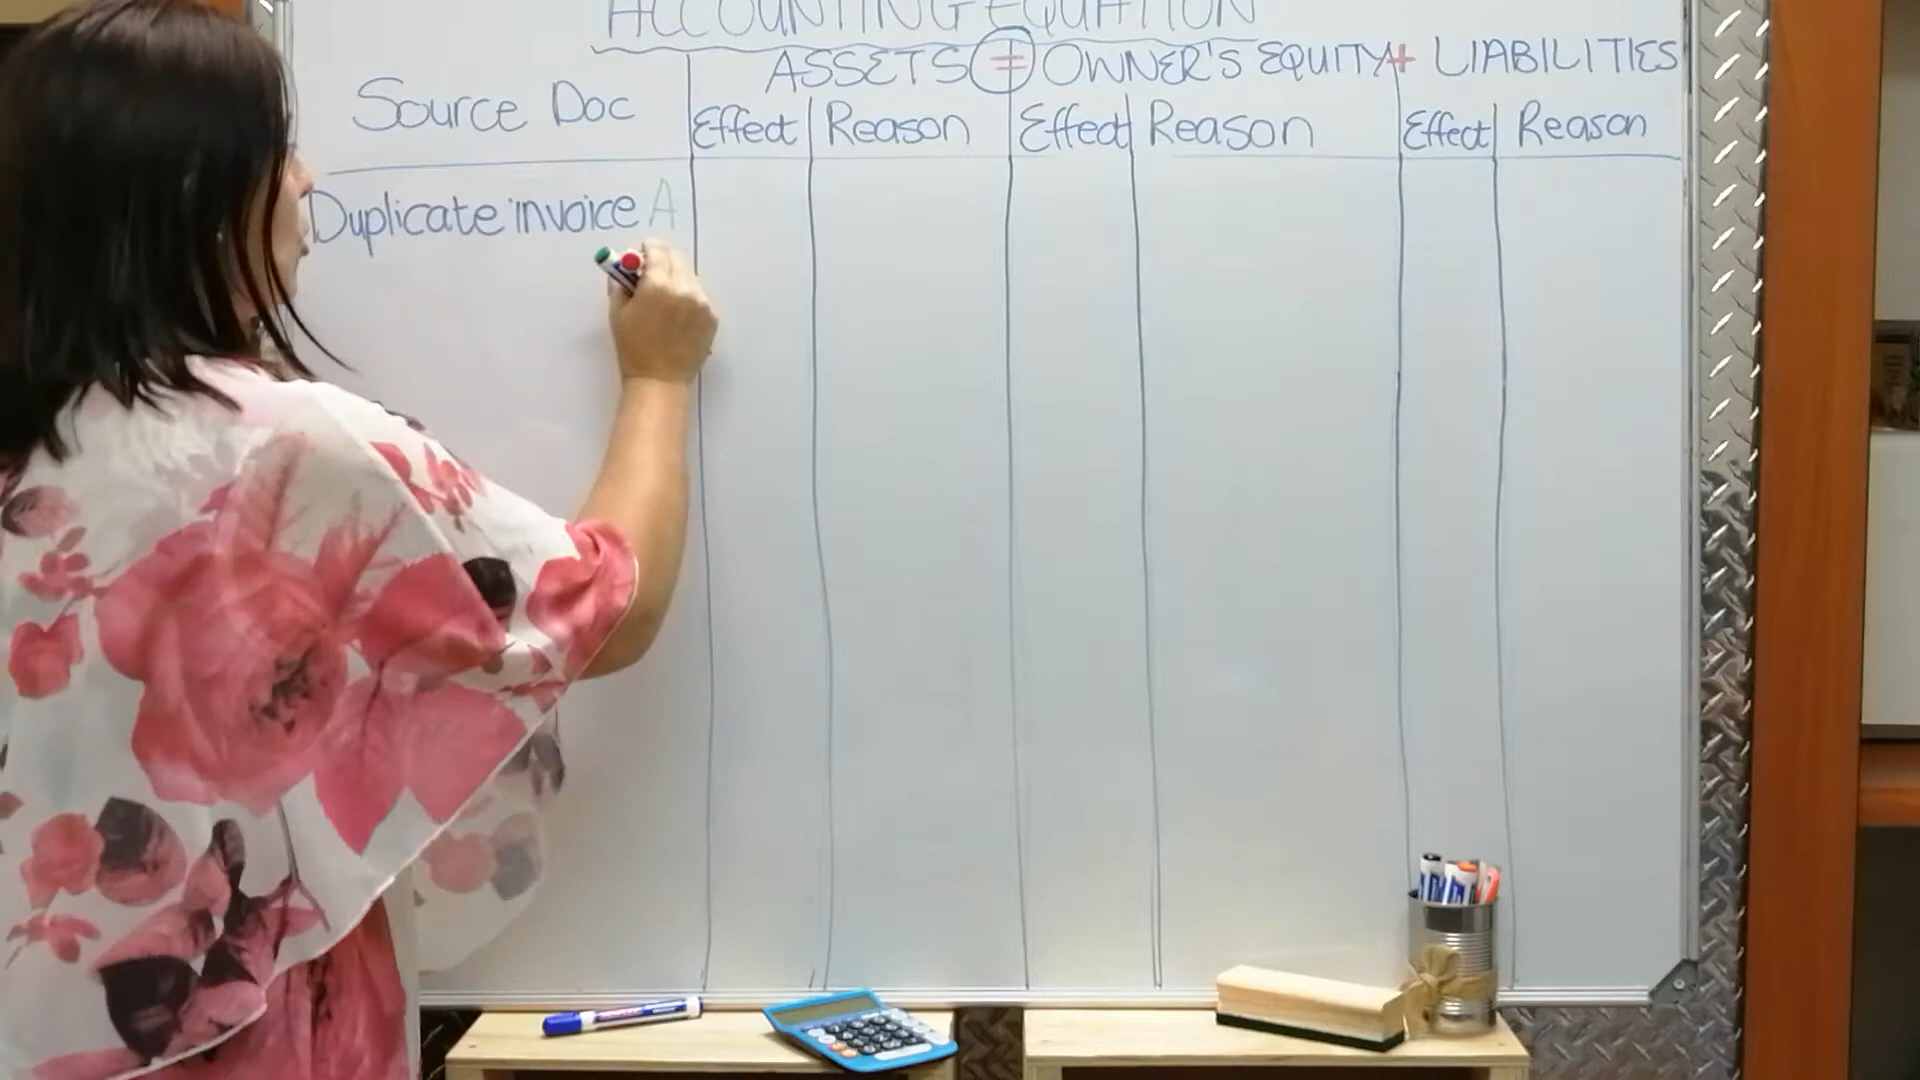 ACCOUNTING EQUATION
ASSETS = OWNER'S EQUITY + LIABILITIES
Source Doc Effect Reason Effect Reason Effect Reason
Duplicate invoice A